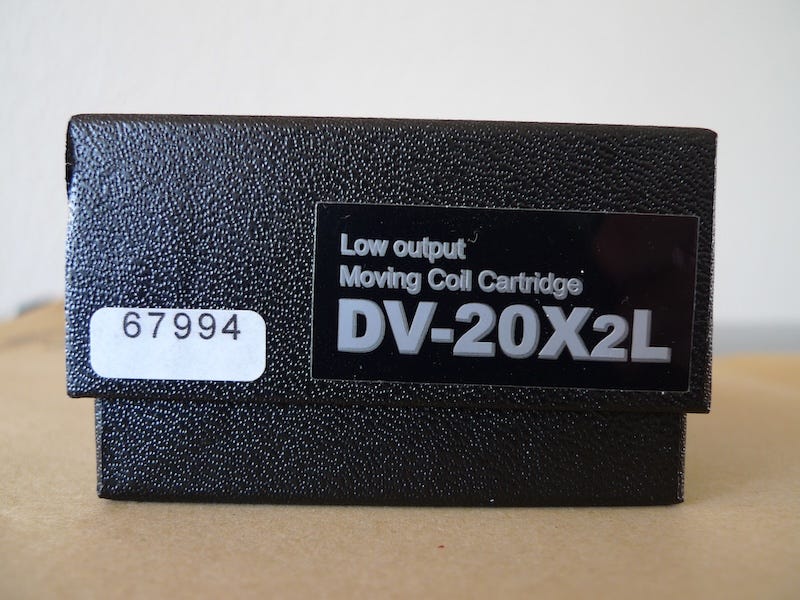 Low output
Moving Coil Cartridge
DV-20X2L
67994